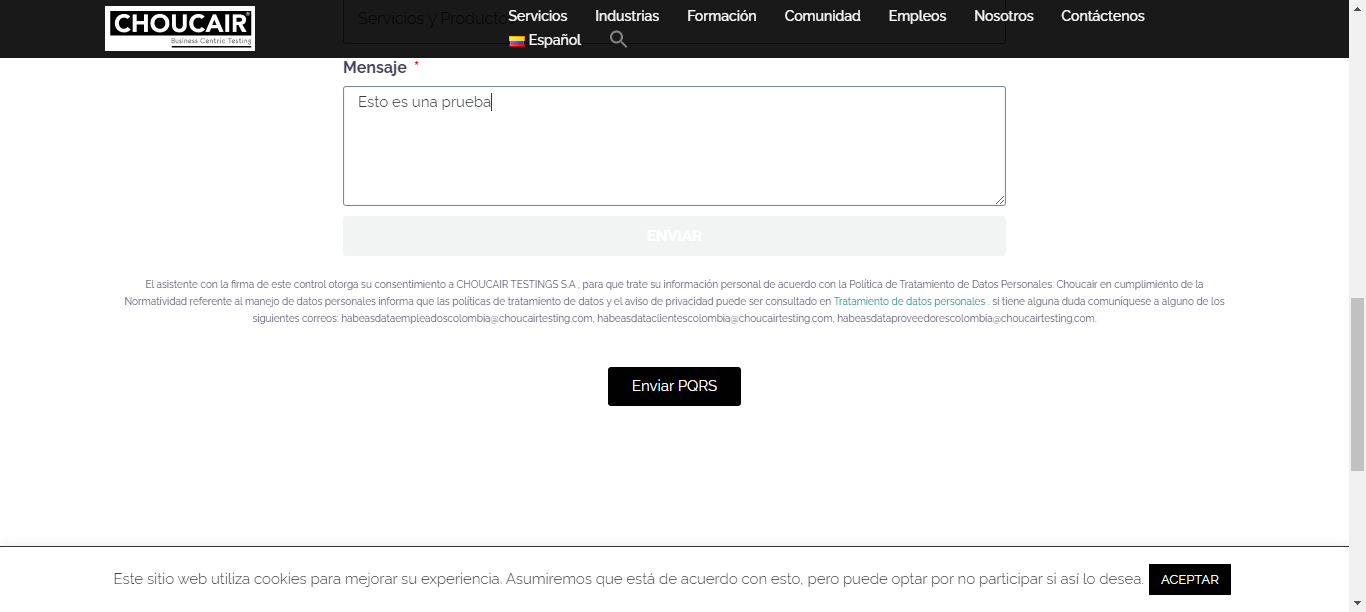 CHOUCAIR
Business Centric Testing
Servicios Industrias Formación Comunidad Empleos Nosotros Contáctenos
Español
Servicios y Productos
Mensaje *
Esto es una prueba
ENVIAR
El asistente con la firma de este control otorga su consentimiento a CHOUCAIR TESTINGS S.A , para que trate su información personal de acuerdo con la Política de Tratamiento de Datos Personales. Choucair en cumplimiento de la
Normatividad referente al manejo de datos personales informa que las políticas de tratamiento de datos y el aviso de privacidad puede ser consultado en Tratamiento de datos personales . si tiene alguna duda comuníquese a alguno de los
siguientes correos: habeasdataempleadoscolombia@choucairtesting.com, habeasdataclientescolombia@choucairtesting.com, habeasdataproveedorescolombia@choucairtesting.com.
Enviar PQRS
Este sitio web utiliza cookies para mejorar su experiencia. Asumiremos que está de acuerdo con esto, pero puede optar por no participar si así lo desea. ACEPTAR